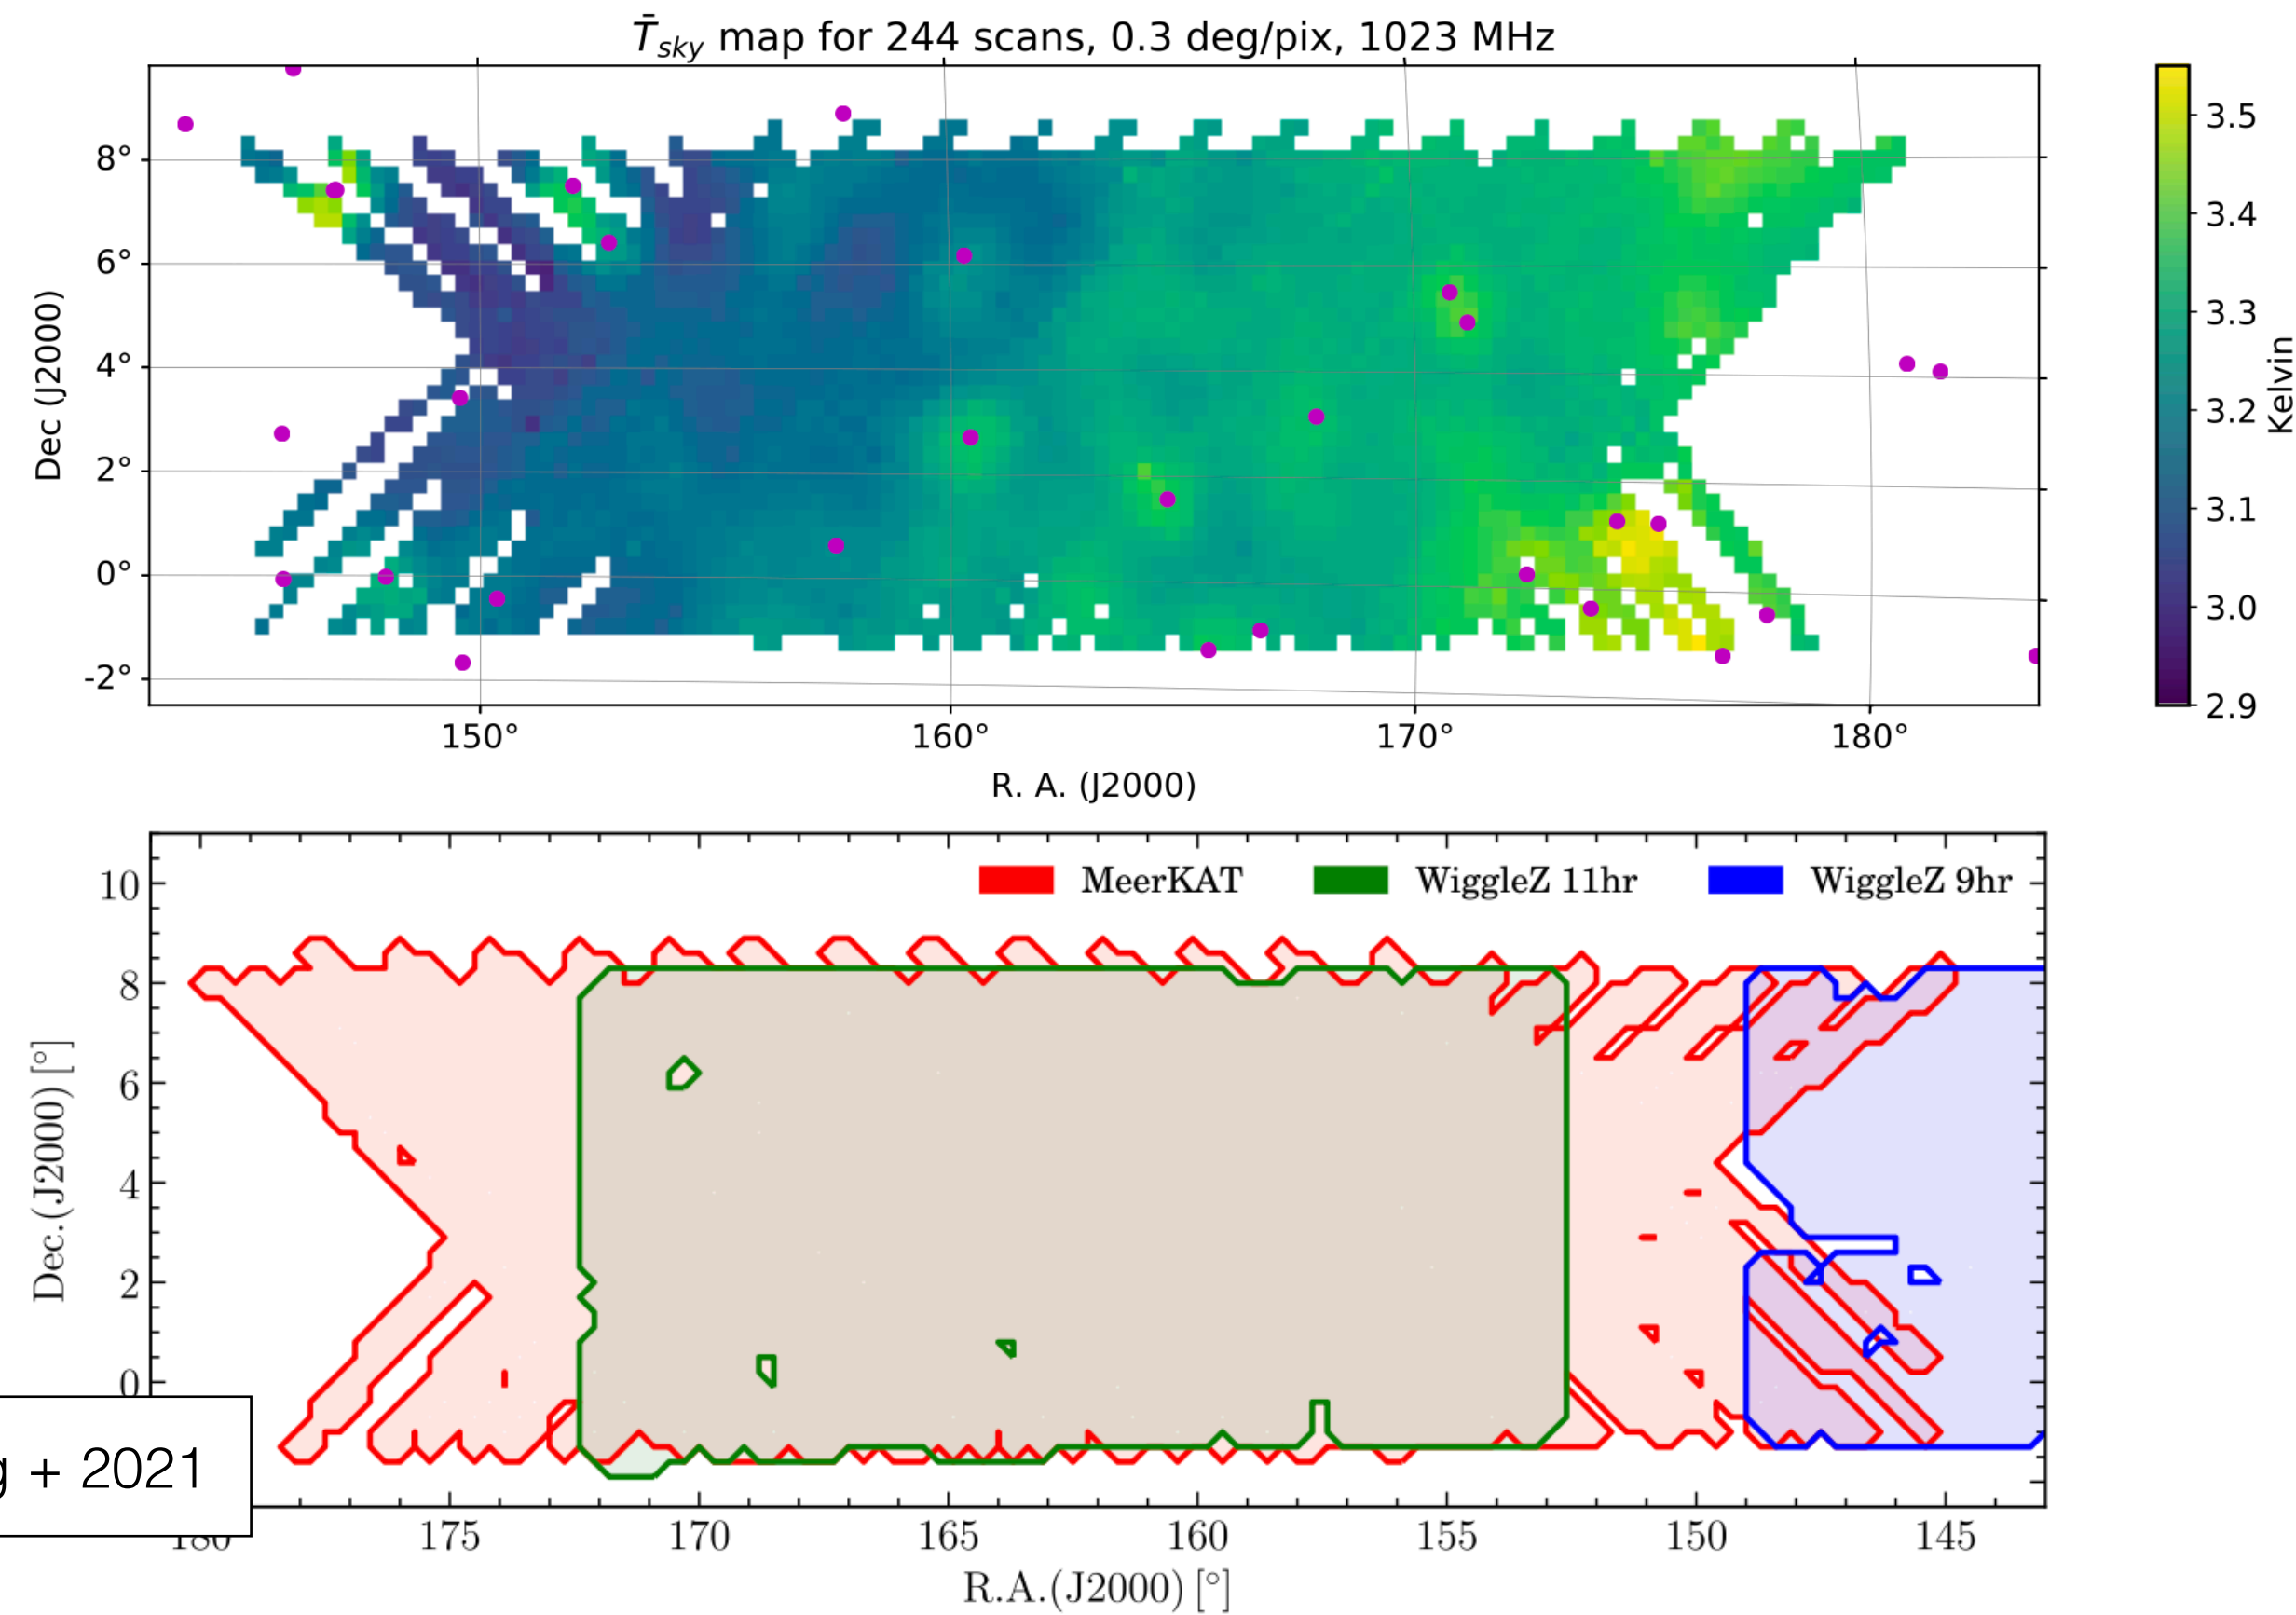 T̄sky map for 244 scans, 0.3 deg/pix, 1023 MHz
8°
6°
4°
2°
0°
-2°
Dec (J2000)
150° 160° 170° 180°
R. A. (J2000)
3.5
3.4
3.3
3.2
3.1
3.0
2.9
Kelvin
MeerKAT WiggleZ 11hr WiggleZ 9hr
10
8
6
4
2
0
Dec.(J2000) [°]
+ 2021
180 175 170 165 160 155 150 145
R.A.(J2000) [°]